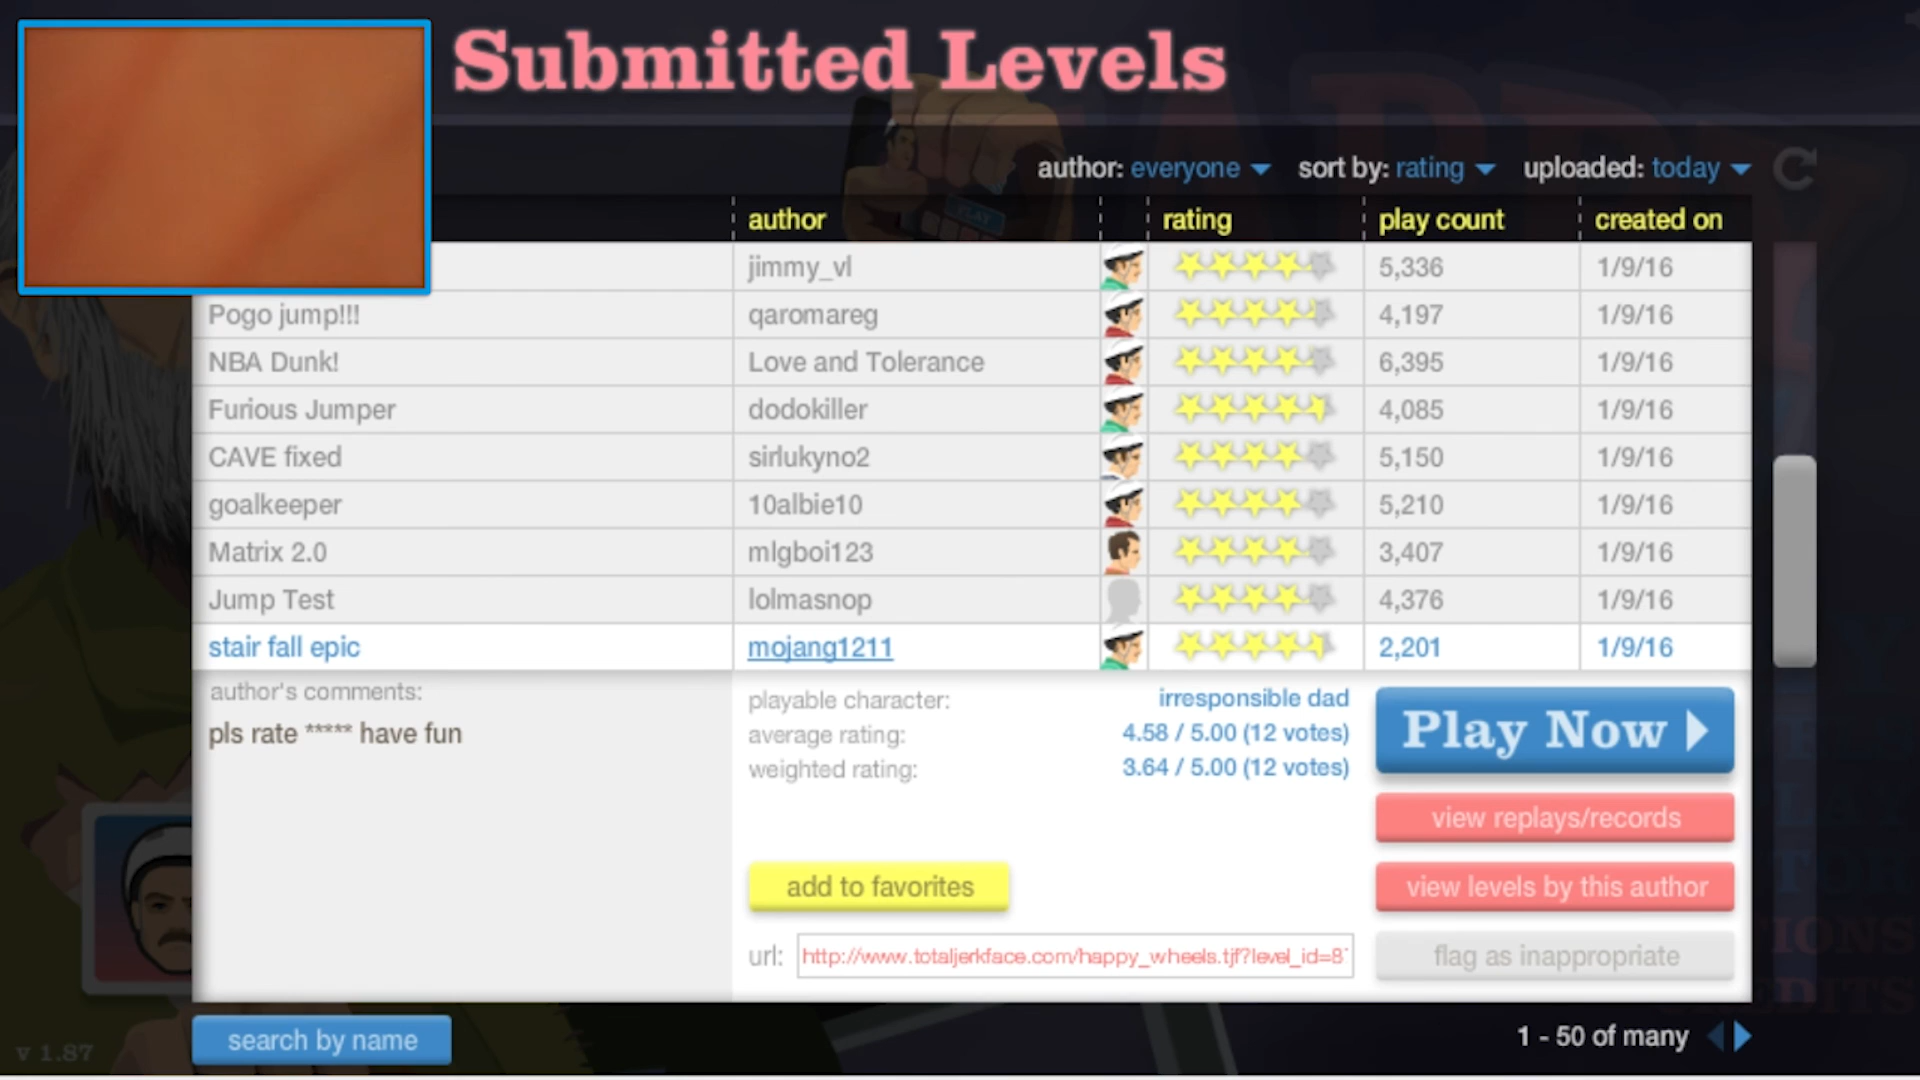 Submitted Levels
author: everyone sort by: rating uploaded: today
author rating play count created on
jimmy_vl 5,336 1/9/16
Pogo jump!!! qaromareg 4,197 1/9/16
NBA Dunk! Love and Tolerance 6,395 1/9/16
Furious Jumper dodokiller 4,085 1/9/16
CAVE fixed sirlukyno2 5,150 1/9/16
goalkeeper 10albie10 5,210 1/9/16
Matrix 2.0 mlgboi123 3,407 1/9/16
Jump Test lolmasnop 4,376 1/9/16
stair fall epic mojang1211 2,201 1/9/16
author's comments:
pls rate ***** have fun
playable character: irresponsible dad
average rating: 4.58 / 5.00 (12 votes)
weighted rating: 3.64 / 5.00 (12 votes)
Play Now
view replays/records
add to favorites
view levels by this author
url: http://www.totaljerkface.com/happy_wheels.tjf?level_id=8
flag as inappropriate
search by name
1 - 50 of many
v 1.87